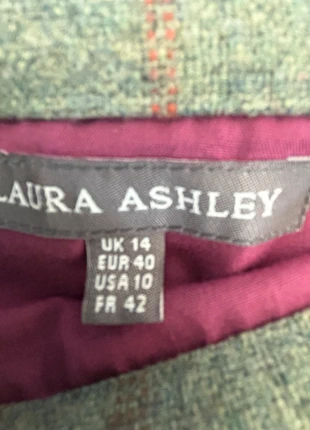 LAURA ASHLEY
UK 14
EUR 40
USA 10
FR 42